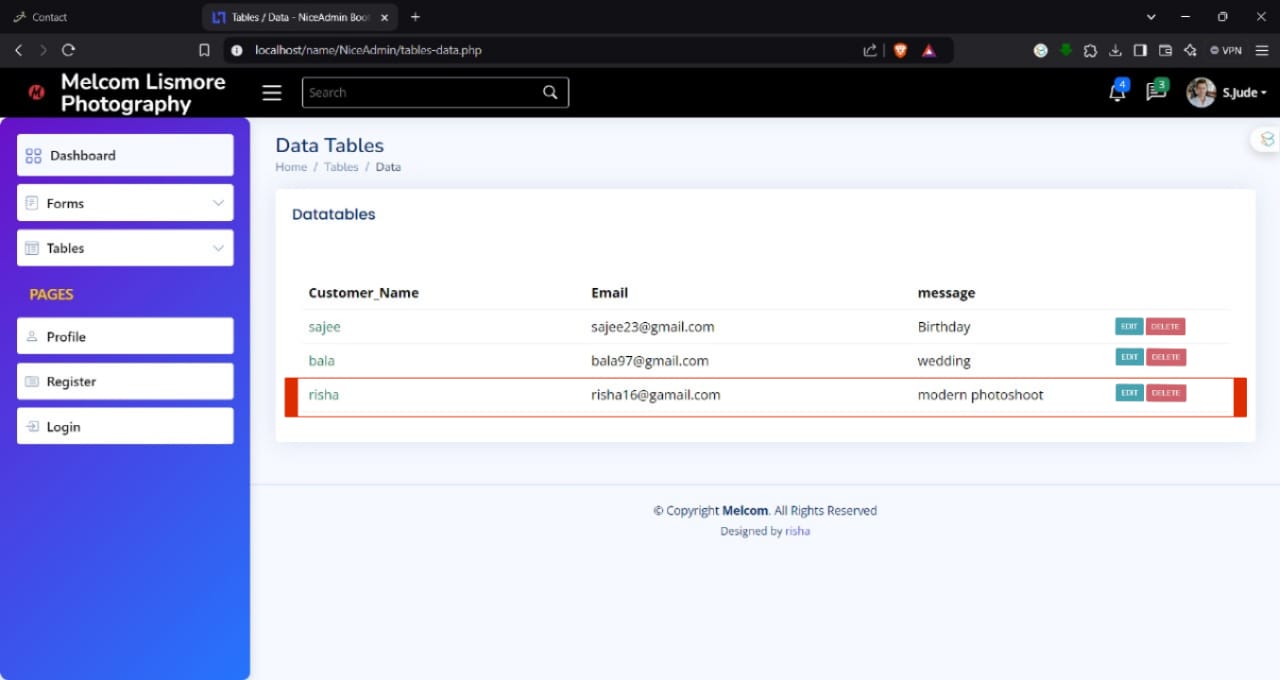 Contact
Tables / Data - NiceAdmin Boo
localhost/name/NiceAdmin/tables-data.php
VPN
Melcom Lismore
Photography
Search
4
3
S.Jude
Dashboard
Forms
Tables
PAGES
Profile
Register
Login
Data Tables
Home / Tables / Data
Datatables
Customer_Name Email message
sajee sajee23@gmail.com Birthday EDIT DELETE
bala bala97@gmail.com wedding EDIT DELETE
risha risha16@gamail.com modern photoshoot EDIT DELETE
© Copyright Melcom. All Rights Reserved
Designed by risha